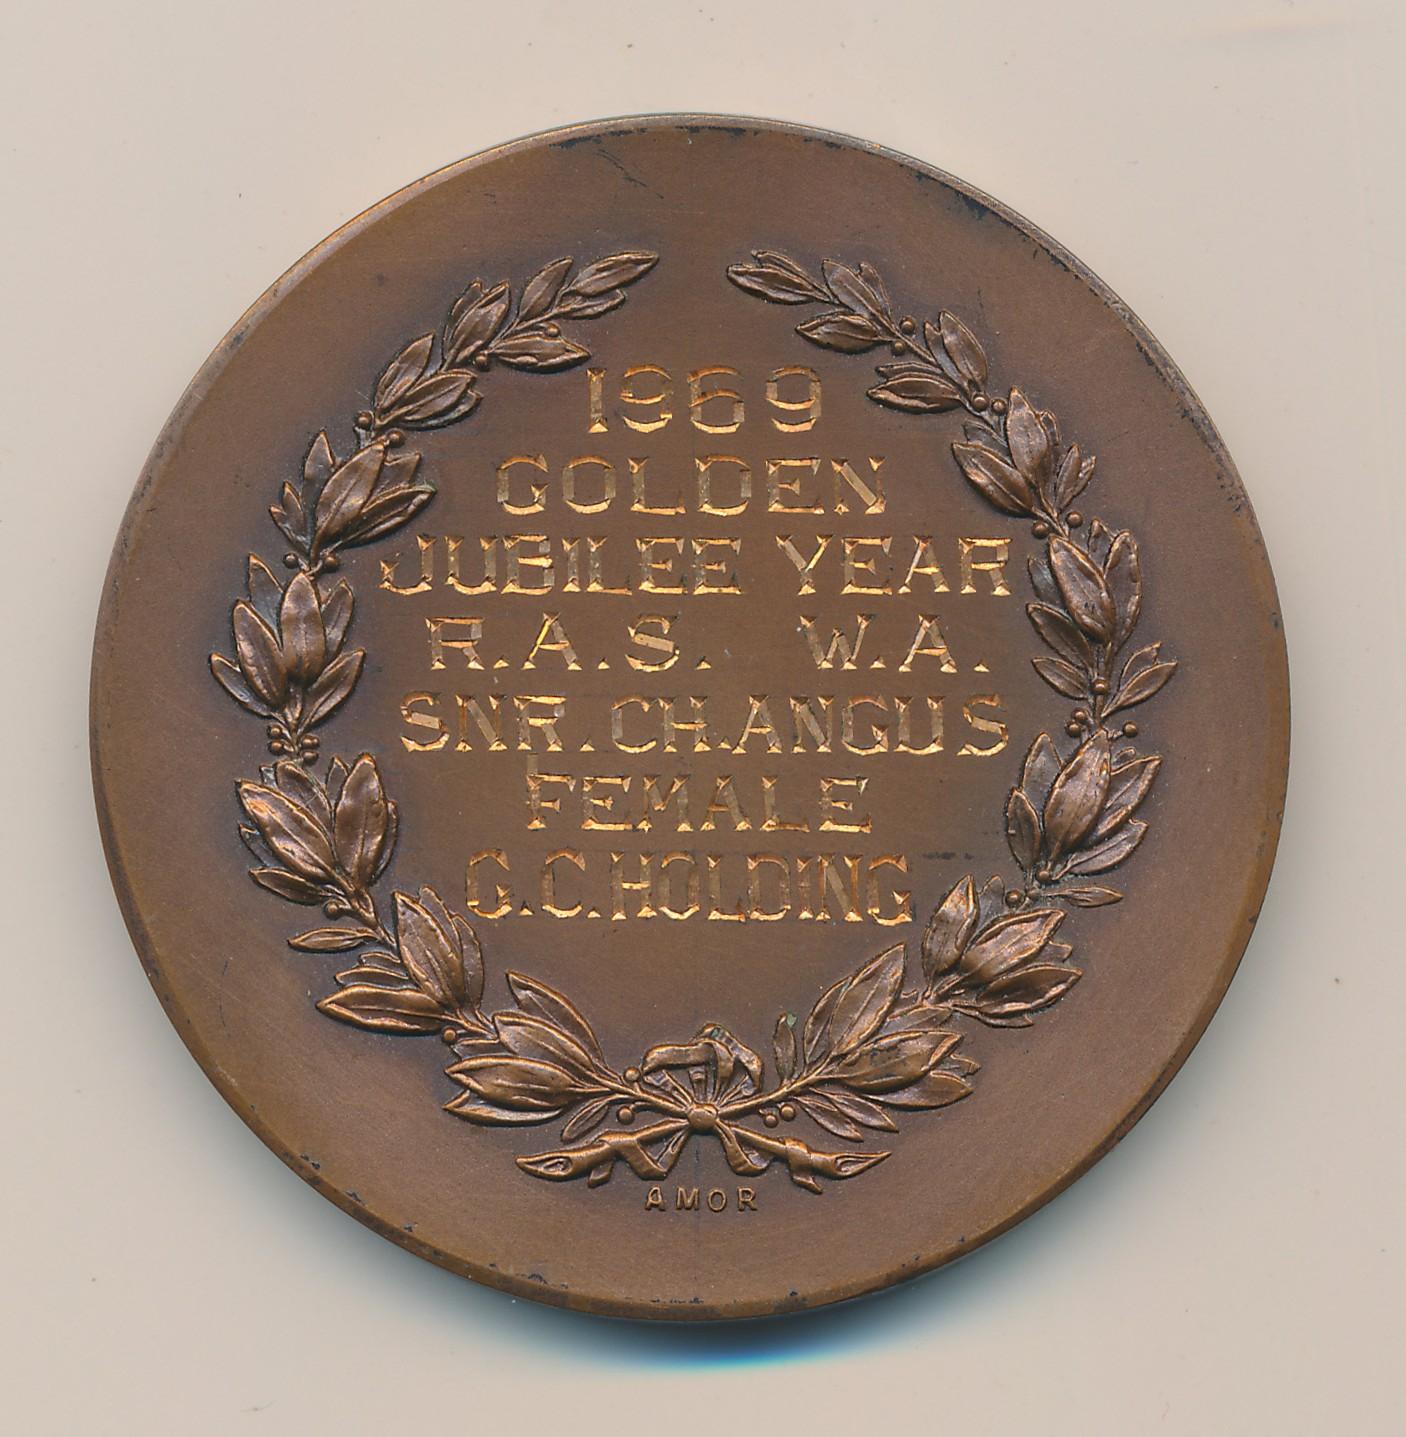 1969
GOLDEN
JUBILEE YEAR
R.A.S. W.A.
SNR.CH.ANGUS
FEMALE
G.C.HOLDING
AMOR